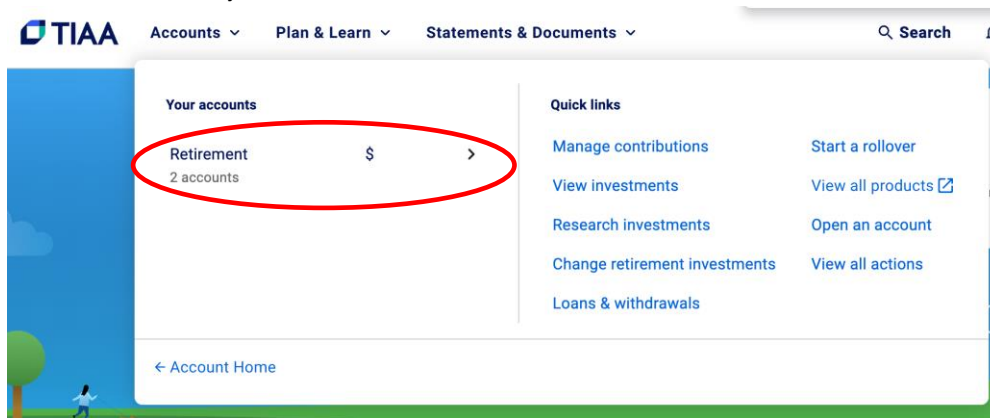 TIAA Accounts Plan & Learn Statements & Documents Search
Your accounts
Retirement $
2 accounts
Quick links
Manage contributions
View investments
Research investments
Change retirement investments
Loans & withdrawals
Start a rollover
View all products
Open an account
View all actions
← Account Home